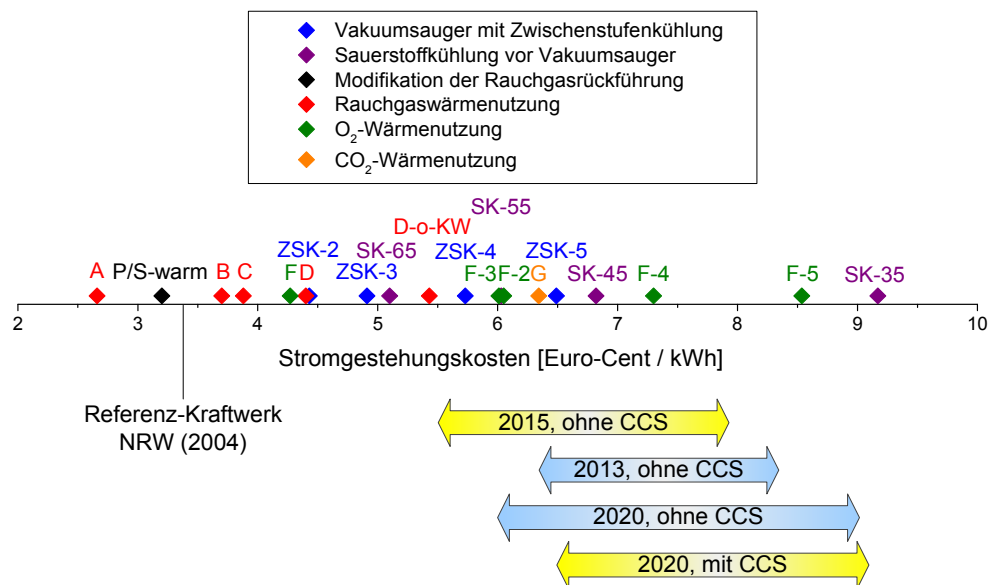 Vakuumsauger mit Zwischenstufenkühlung
Sauerstoffkühlung vor Vakuumsauger
Modifikation der Rauchgasrückführung
Rauchgaswärmenutzung
O₂-Wärmenutzung
CO₂-Wärmenutzung
SK-55
D-o-KW
ZSK-2 SK-65 ZSK-4 ZSK-5
A P/S-warm B C F D ZSK-3 F-3 F-2 G SK-45 F-4 F-5 SK-35
2 3 4 5 6 7 8 9 10
Stromgestehungskosten [Euro-Cent / kWh]
Referenz-Kraftwerk
NRW (2004)
2015, ohne CCS
2013, ohne CCS
2020, ohne CCS
2020, mit CCS